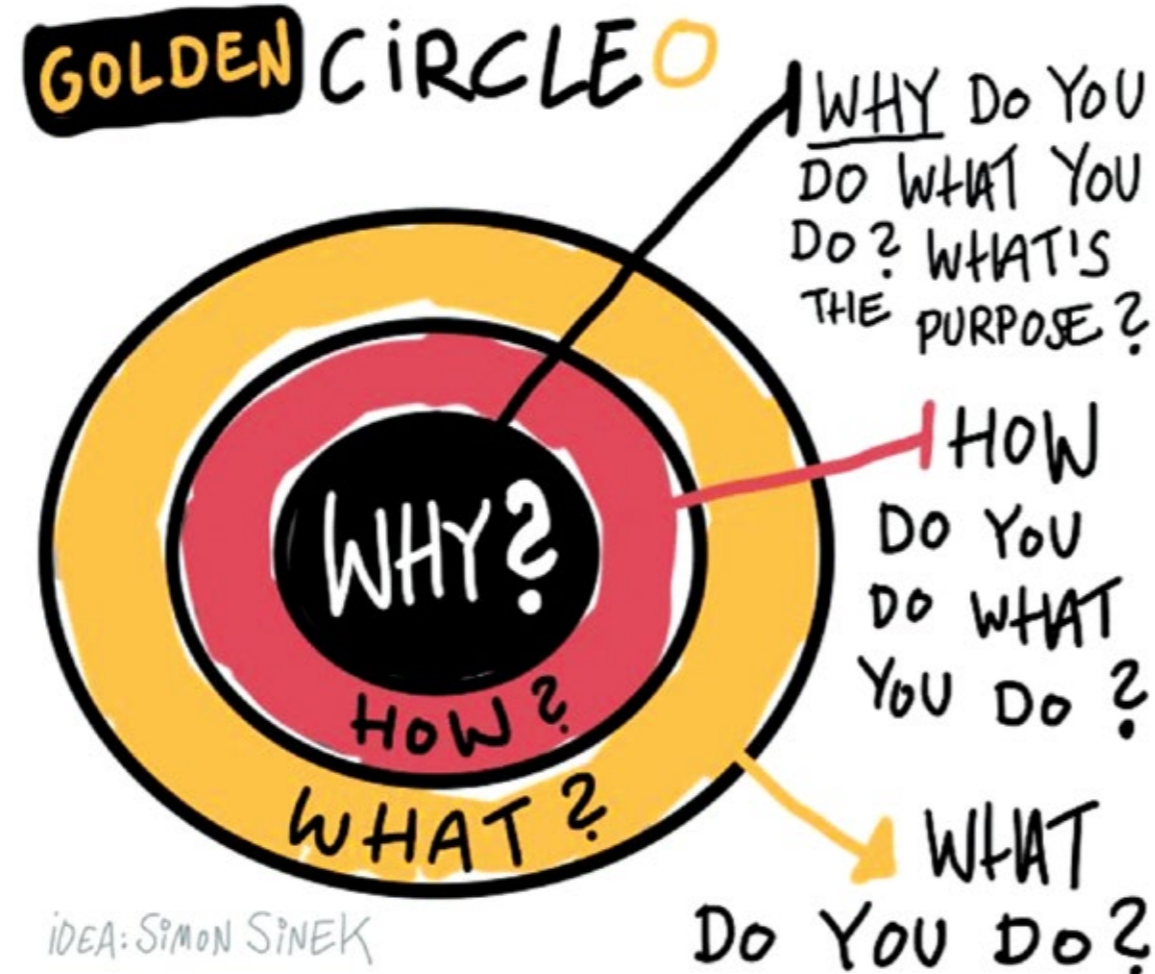 GOLDEN CiRCLE
WHY DO YOU
DO WHAT YOU
DO? WHAT'S
THE PURPOSE?
HOW
DO YOU
DO WHAT
YOU DO?
WHY?
HOW?
WHAT?
WHAT
DO YOU DO?
iDEA: SiMON SiNEK